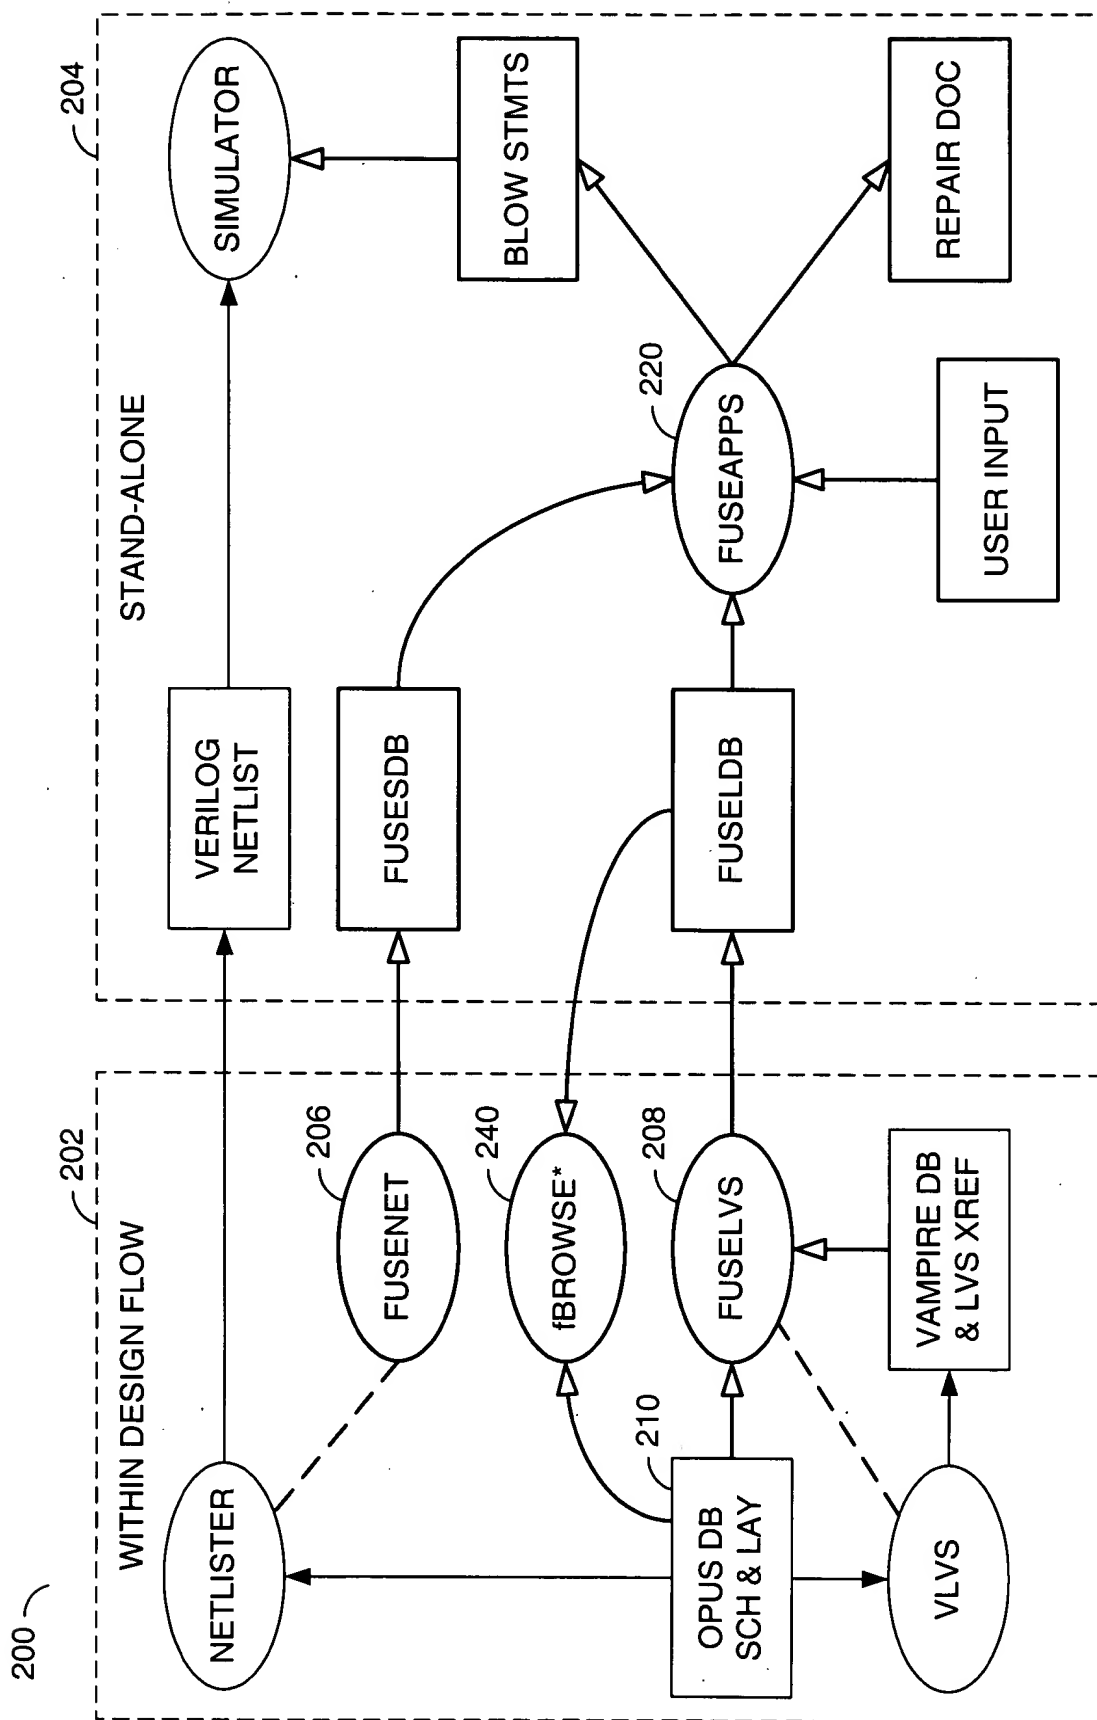 200
202
204
WITHIN DESIGN FLOW
STAND-ALONE
NETLISTER
VERILOG
NETLIST
SIMULATOR
206
FUSENET
FUSESDB
BLOW STMTS
240
fBROWSE*
210
OPUS DB
SCH & LAY
208
FUSELVS
FUSELDB
220
FUSEAPPS
REPAIR DOC
VLVS
VAMPIRE DB
& LVS XREF
USER INPUT